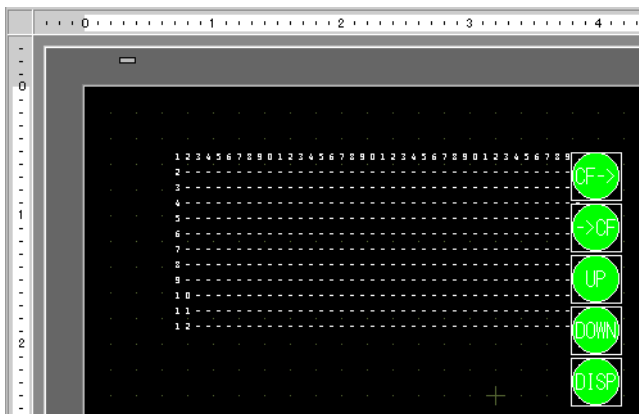 0 1 2 3 4
0
123456789012345678901234567890123456789
CF->
2--------------------------------------
3--------------------------------------
4--------------------------------------
1
5--------------------------------------
->CF
6--------------------------------------
7--------------------------------------
8--------------------------------------
UP
9--------------------------------------
10-------------------------------------
11-------------------------------------
12-------------------------------------
DOWN
2
DISP